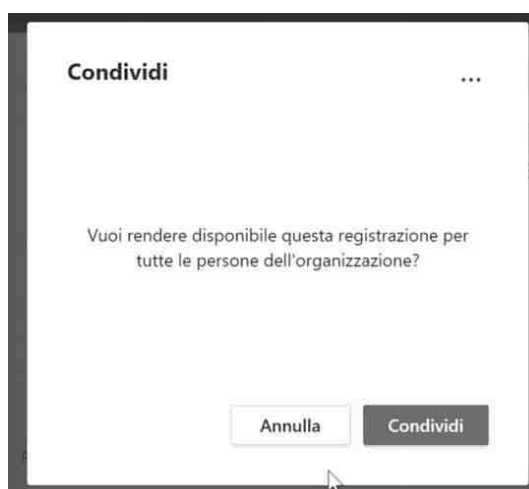 Condividi
...
Vuoi rendere disponibile questa registrazione per
tutte le persone dell'organizzazione?
Annulla
Condividi